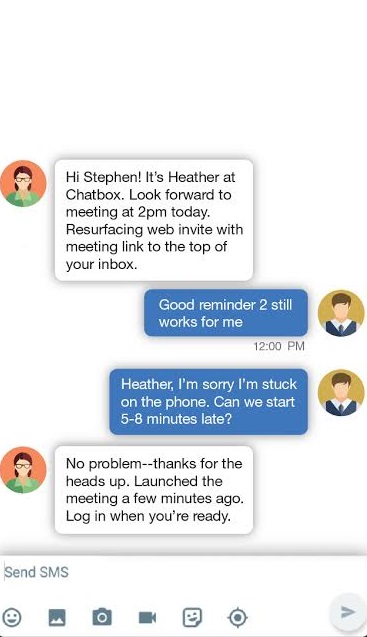 Hi Stephen! It’s Heather at
Chatbox. Look forward to
meeting at 2pm today.
Resurfacing web invite with
meeting link to the top of
your inbox.
Good reminder 2 still
works for me
12:00 PM
Heather, I’m sorry I’m stuck
on the phone. Can we start
5-8 minutes late?
No problem--thanks for the
heads up. Launched the
meeting a few minutes ago.
Log in when you’re ready.
Send SMS